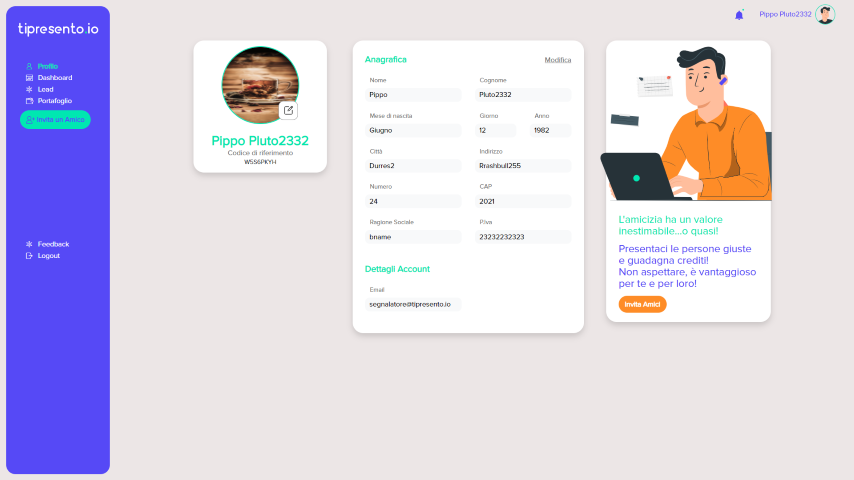 tipresento.io
Profilo
Dashboard
Lead
Portafoglio
Invita un Amico
Feedback
Logout
Pippo Pluto2332
Pippo Pluto2332
Codice di riferimento
WSS6PKYH
Anagrafica
Modifica
Nome
Cognome
Pippo
Pluto2332
Mese di nascita
Giorno
Anno
Giugno
12
1982
Città
Indirizzo
Durres2
Rrashbull255
Numero
CAP
24
2021
Ragione Sociale
P.Iva
bname
23232232323
Dettagli Account
Email
segnalatore@tipresento.io
L'amicizia ha un valore
inestimabile...o quasi!
Presentaci le persone giuste
e guadagna crediti!
Non aspettare, è vantaggioso
per te e per loro!
Invita Amici